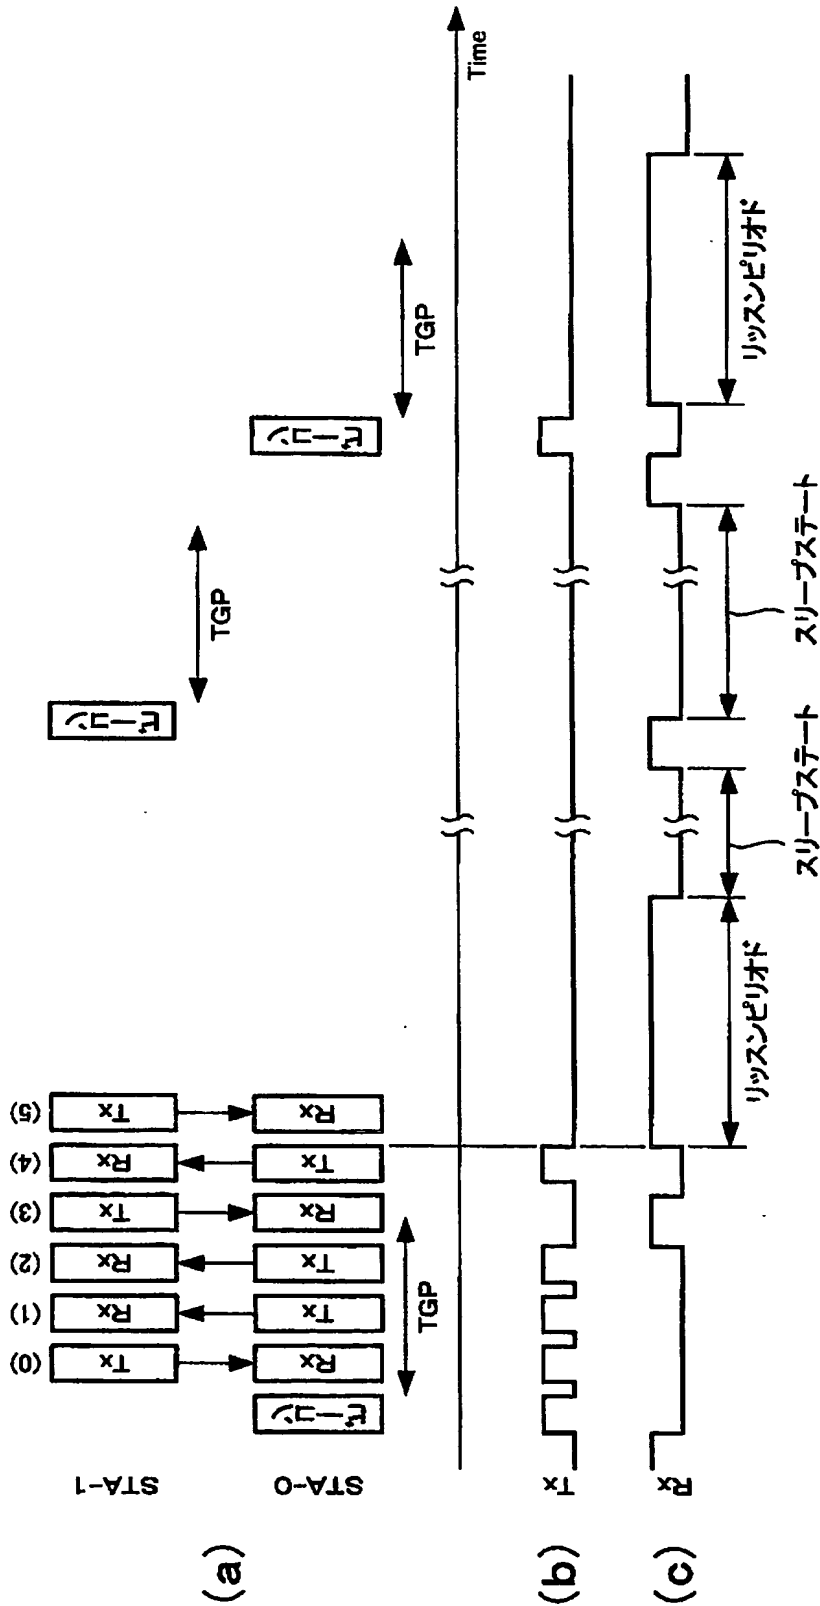 (a)
STA-1
STA-0
(0)
(1)
(2)
(3)
(4)
(5)
Tx
Rx
Rx
Tx
Rx
Tx
ビーコン
ビーコン
Rx
Tx
Tx
Rx
Tx
Rx
ビーコン
TGP
TGP
TGP
Time
(b)
Tx
(c)
Rx
リッスンピリオド
スリープステート
スリープステート
リッスンピリオド